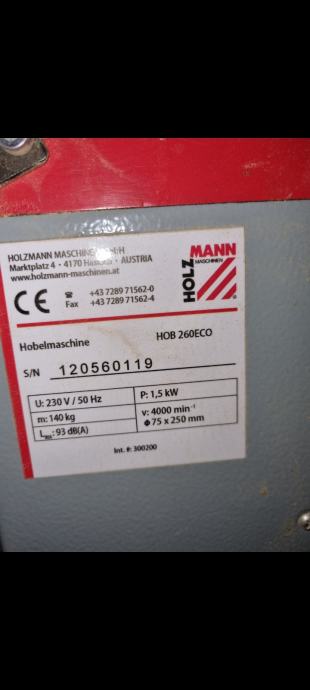 HOLZMANN MASCHINEN GmbH
Marktplatz 4 • 4170 Haslach • AUSTRIA
www.holzmann-maschinen.at
HOLZ MANN
MASCHINEN
CE
☎ +43 7289 71562-0
Fax +43 7289 71562-4
Hobelmaschine HOB 260ECO
S/N 120560119
U: 230 V / 50 Hz P: 1,5 kW
m: 140 kg v: 4000 min⁻¹
93 dB(A) Φ 75 x 250 mm
Int. #: 300200